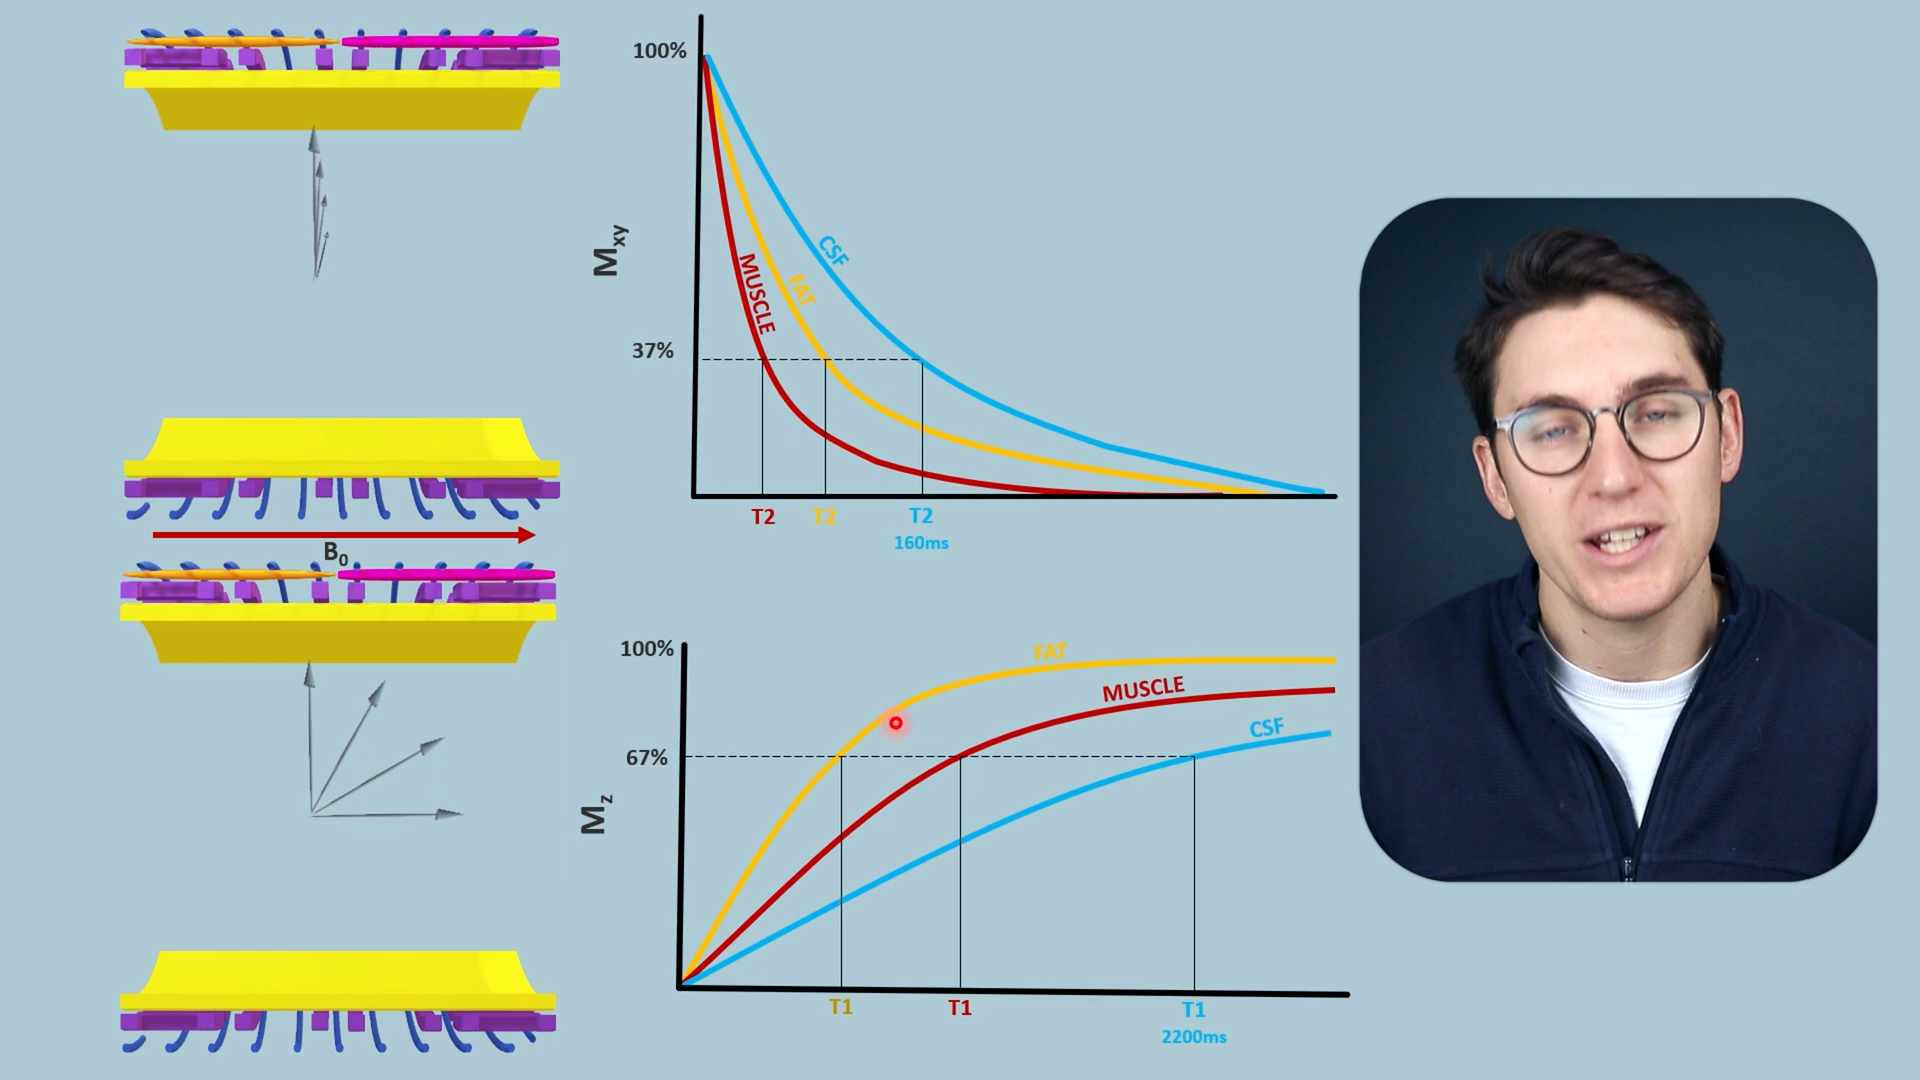 100%
37%
Mxy
MUSCLE
FAT
CSF
T2
T2
T2
160ms
B0
100%
67%
Mz
FAT
MUSCLE
CSF
T1
T1
T1
2200ms